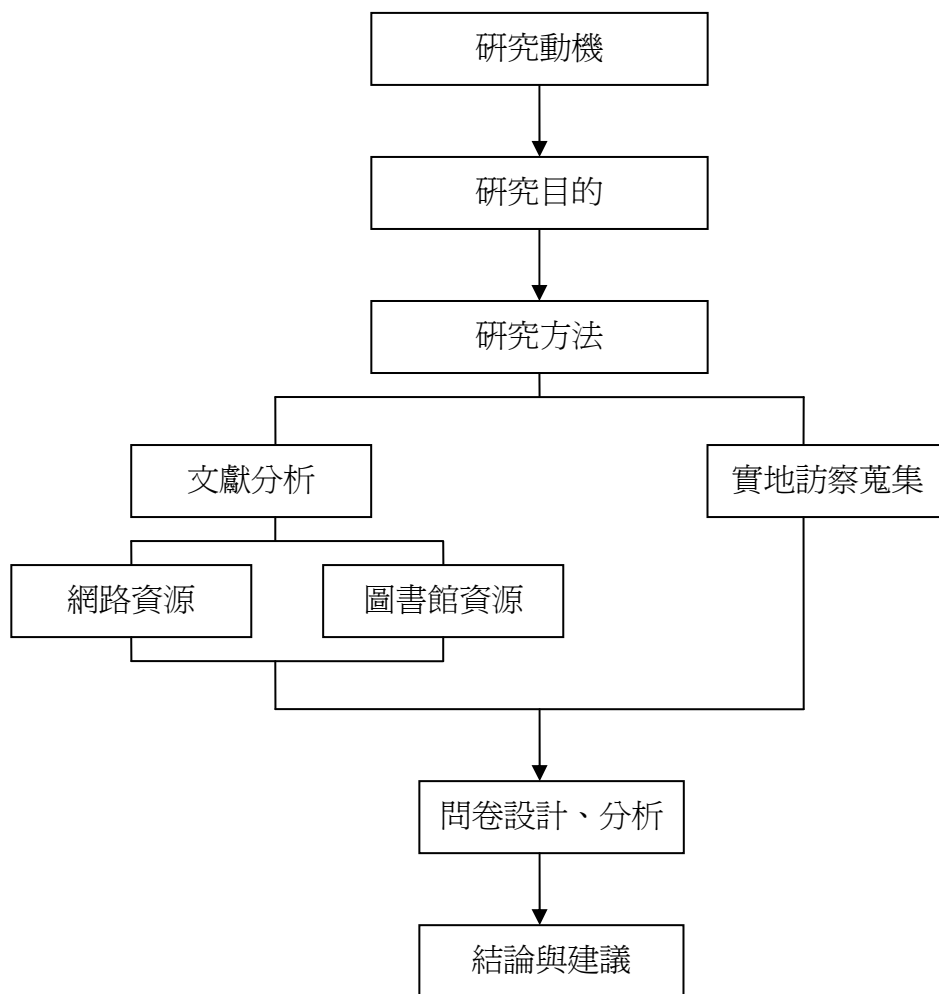 研究動機
研究目的
研究方法
文獻分析
實地訪察蒐集
網路資源
圖書館資源
問卷設計、分析
結論與建議